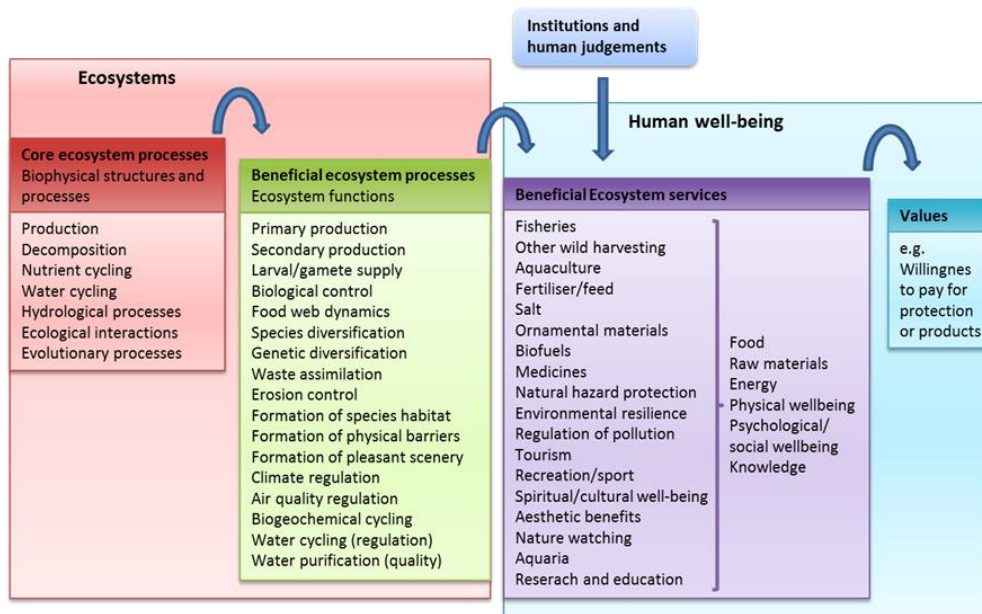 Institutions and
human judgements
Ecosystems
Human well-being
Core ecosystem processes
Biophysical structures and
processes
Production
Decomposition
Nutrient cycling
Water cycling
Hydrological processes
Ecological interactions
Evolutionary processes
Beneficial ecosystem processes
Ecosystem functions
Primary production
Secondary production
Larval/gamete supply
Biological control
Food web dynamics
Species diversification
Genetic diversification
Waste assimilation
Erosion control
Formation of species habitat
Formation of physical barriers
Formation of pleasant scenery
Climate regulation
Air quality regulation
Biogeochemical cycling
Water cycling (regulation)
Water purification (quality)
Beneficial Ecosystem services
Fisheries
Other wild harvesting
Aquaculture
Fertiliser/feed
Salt
Ornamental materials
Biofuels
Medicines
Natural hazard protection
Environmental resilience
Regulation of pollution
Tourism
Recreation/sport
Spiritual/cultural well-being
Aesthetic benefits
Nature watching
Aquaria
Reserach and education
Food
Raw materials
Energy
Physical wellbeing
Psychological/
social wellbeing
Knowledge
Values
e.g.
Willingnes
to pay for
protection
or products